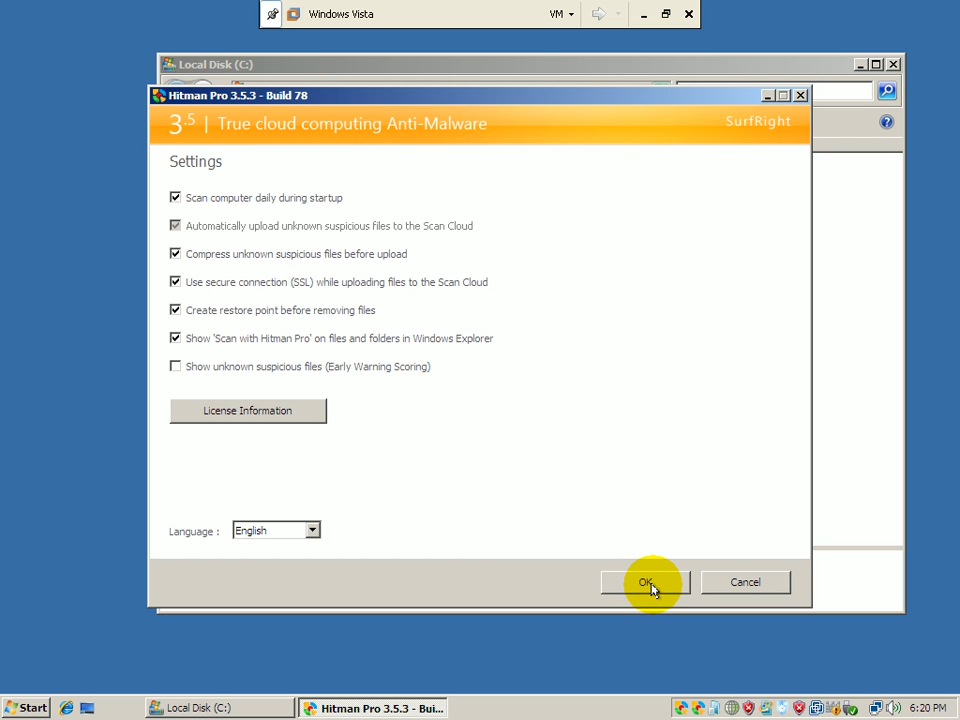 Windows Vista
VM
Local Disk (C:)
Hitman Pro 3.5.3 - Build 78
3.5 | True cloud computing Anti-Malware
SurfRight
Settings
Scan computer daily during startup
Automatically upload unknown suspicious files to the Scan Cloud
Compress unknown suspicious files before upload
Use secure connection (SSL) while uploading files to the Scan Cloud
Create restore point before removing files
Show 'Scan with Hitman Pro' on files and folders in Windows Explorer
Show unknown suspicious files (Early Warning Scoring)
License Information
Language : English
OK
Cancel
Start
Local Disk (C:)
Hitman Pro 3.5.3 - Bui...
6:20 PM